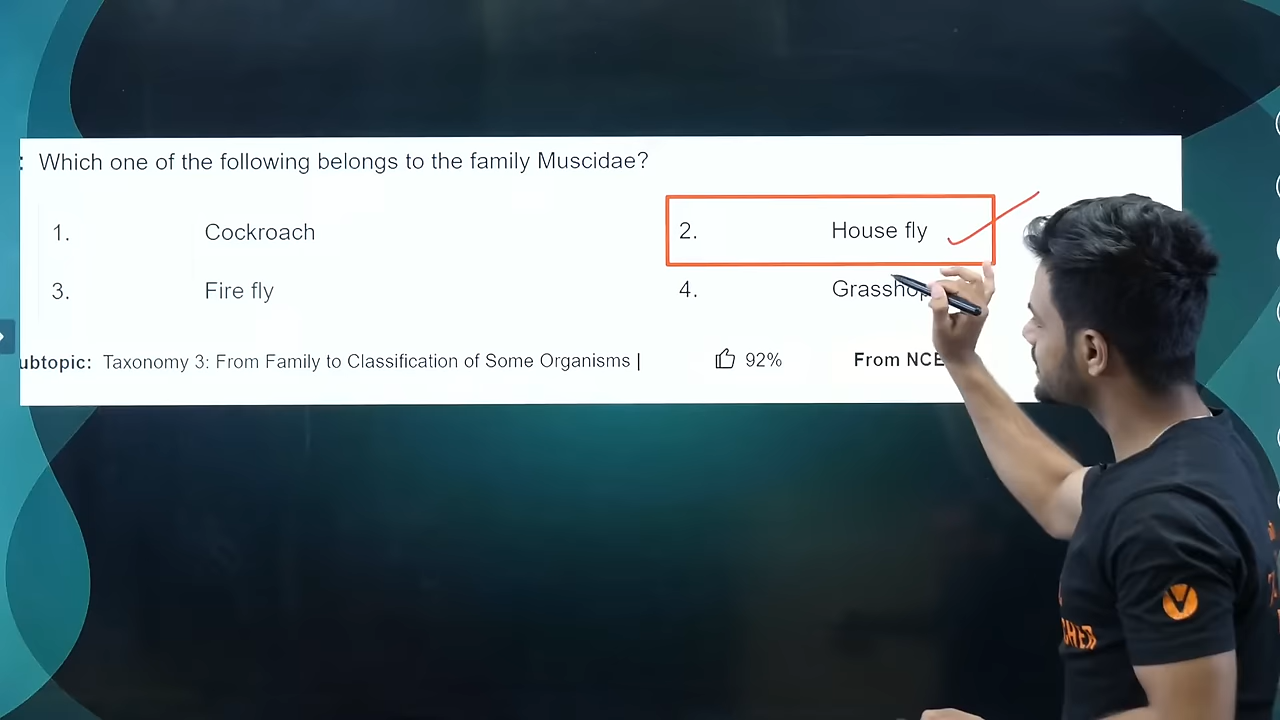 : Which one of the following belongs to the family Muscidae?
1. Cockroach 2. House fly
3. Fire fly 4.
ubtopic: Taxonomy 3: From Family to Classification of Some Organisms | 92% From NCE
V